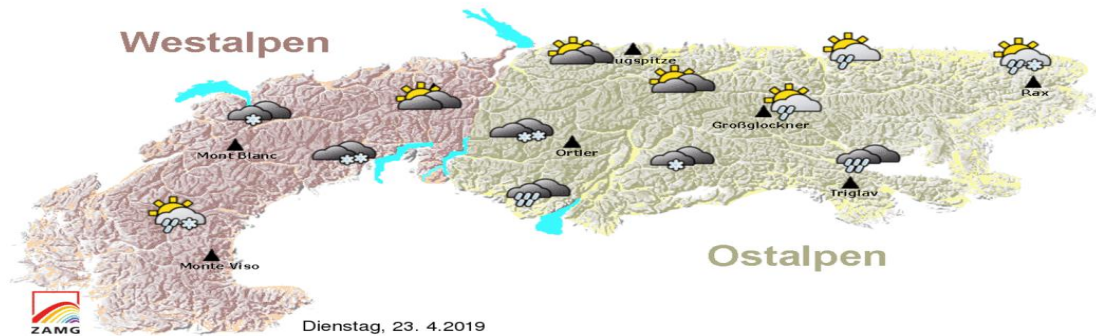 Westalpen
ugspitze
Rax
Großglockner
Mont Blanc
Ortler
Triglav
Ostalpen
Monte Viso
ZAMG
Dienstag, 23. 4.2019